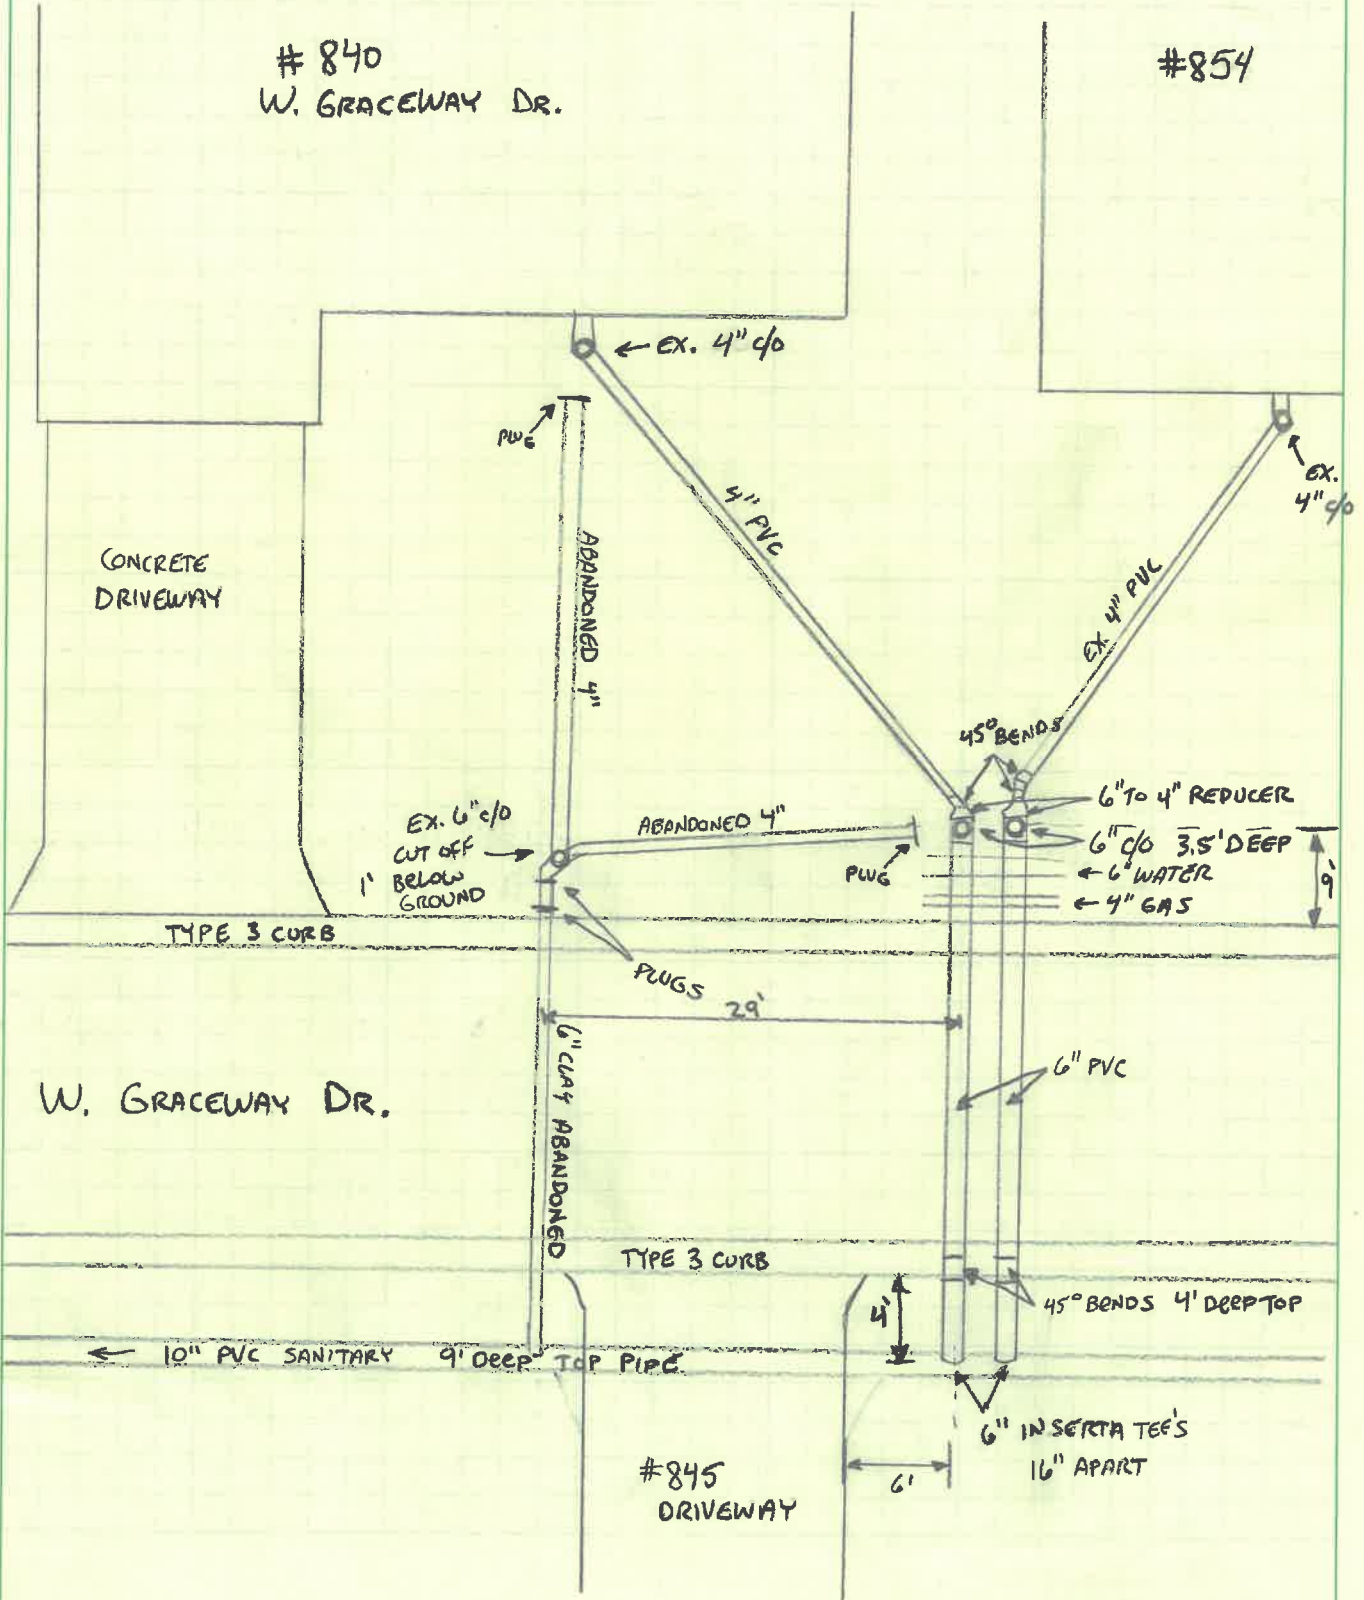 # 840
W. GRACEWAY DR.
#854
← EX. 4" c/o
PLUG
EX.
4" c/o
4" PVC
CONCRETE
DRIVEWAY
ABANDONED 4"
EX. 4" PVC
45° BENDS
6" TO 4" REDUCER
EX. 6" c/o
CUT OFF
1' BELOW
GROUND
ABANDONED 4"
6" c/o 3.5' DEEP
PLUG
← 6" WATER
9'
← 4" GAS
TYPE 3 CURB
PLUGS
29'
6" CLAY ABANDONED
6" PVC
W. GRACEWAY DR.
TYPE 3 CURB
4'
45° BENDS 4' DEEP TOP
← 10" PVC SANITARY 9' DEEP TOP PIPE
6" INSERTA TEE'S
16" APART
#845
DRIVEWAY
6'